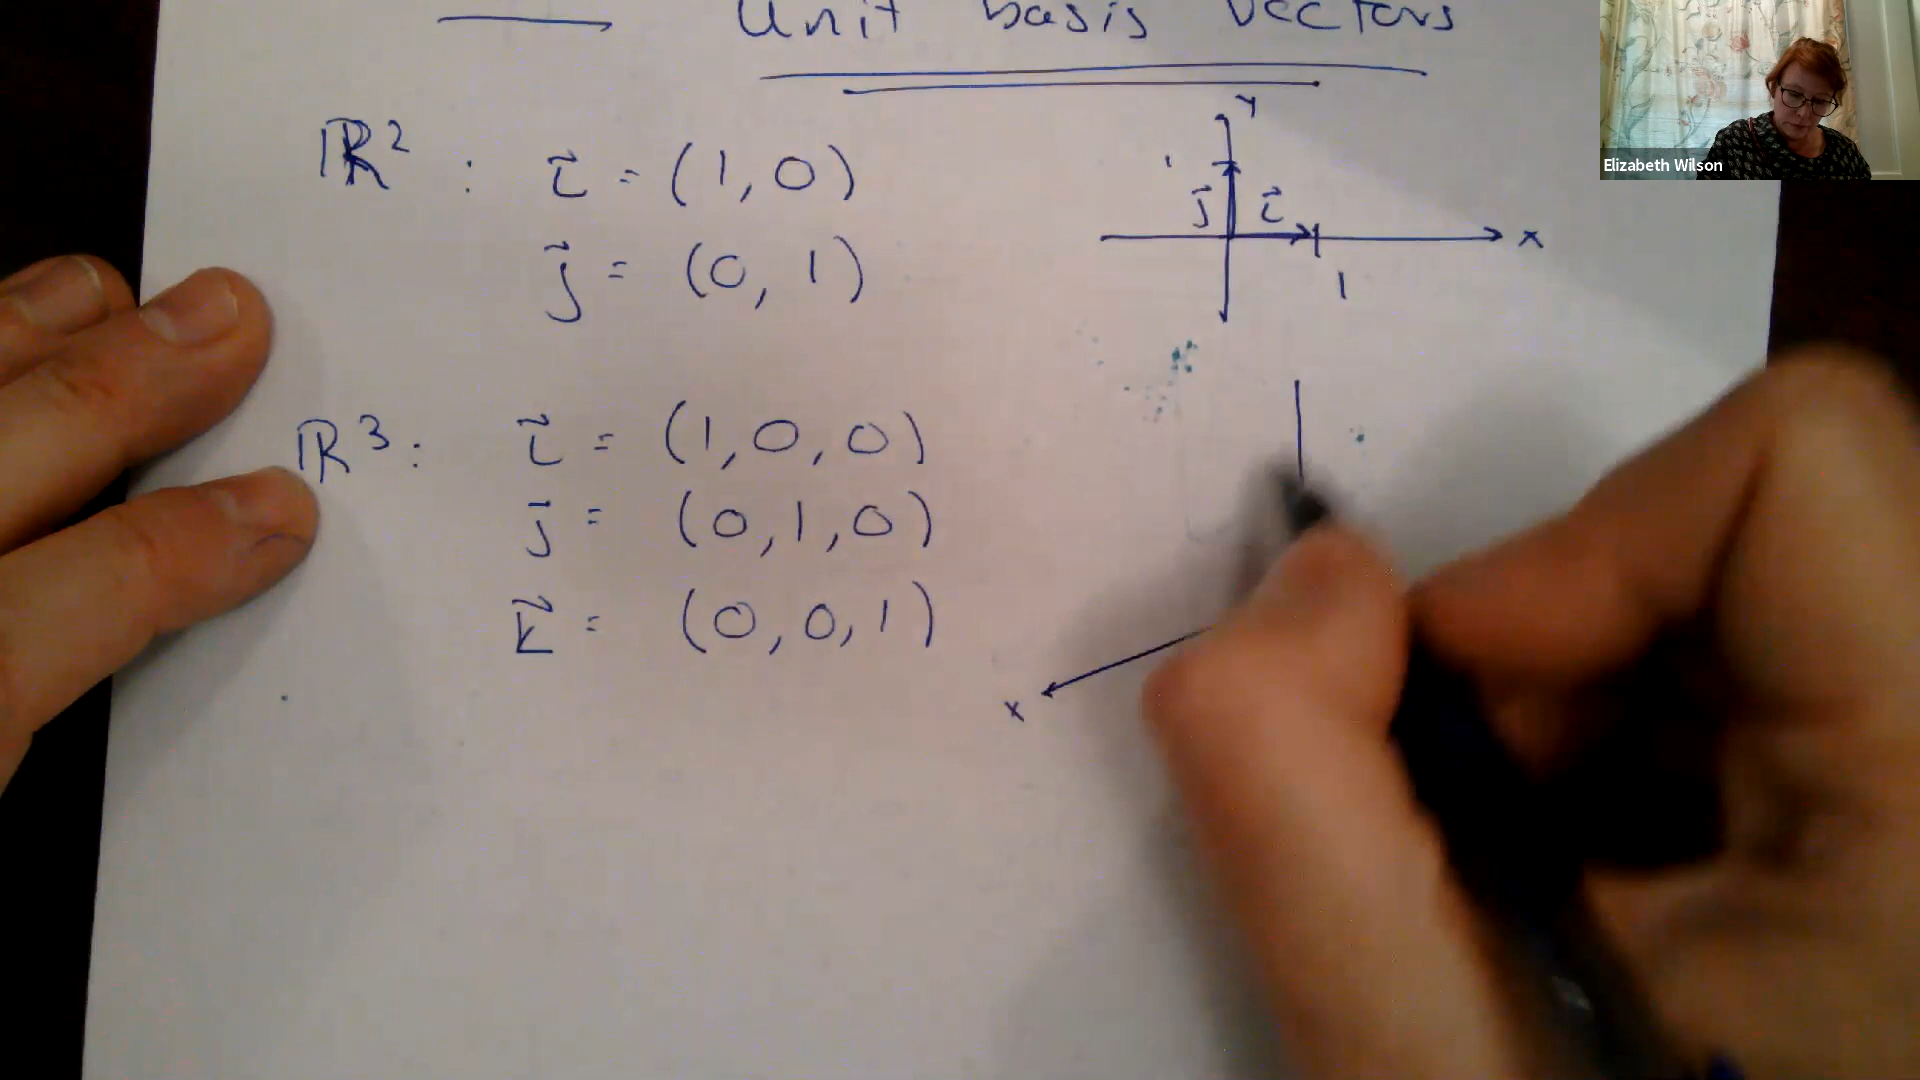 → Unit basis vectors
Elizabeth Wilson
ℝ² : i⃗ = (1, 0)
j⃗ = (0, 1)
y
1
j⃗ i⃗
x
1
ℝ³ : i⃗ = (1, 0, 0)
j⃗ = (0, 1, 0)
k⃗ = (0, 0, 1)
x